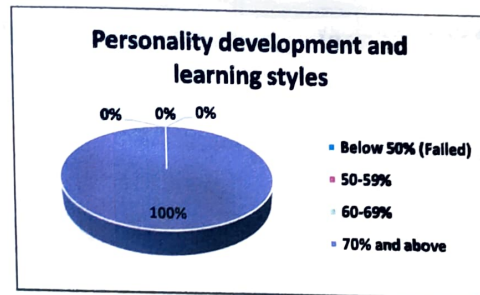 Personality development and
learning styles
0% 0% 0%
100%
Below 50% (Failed)
50-59%
60-69%
70% and above